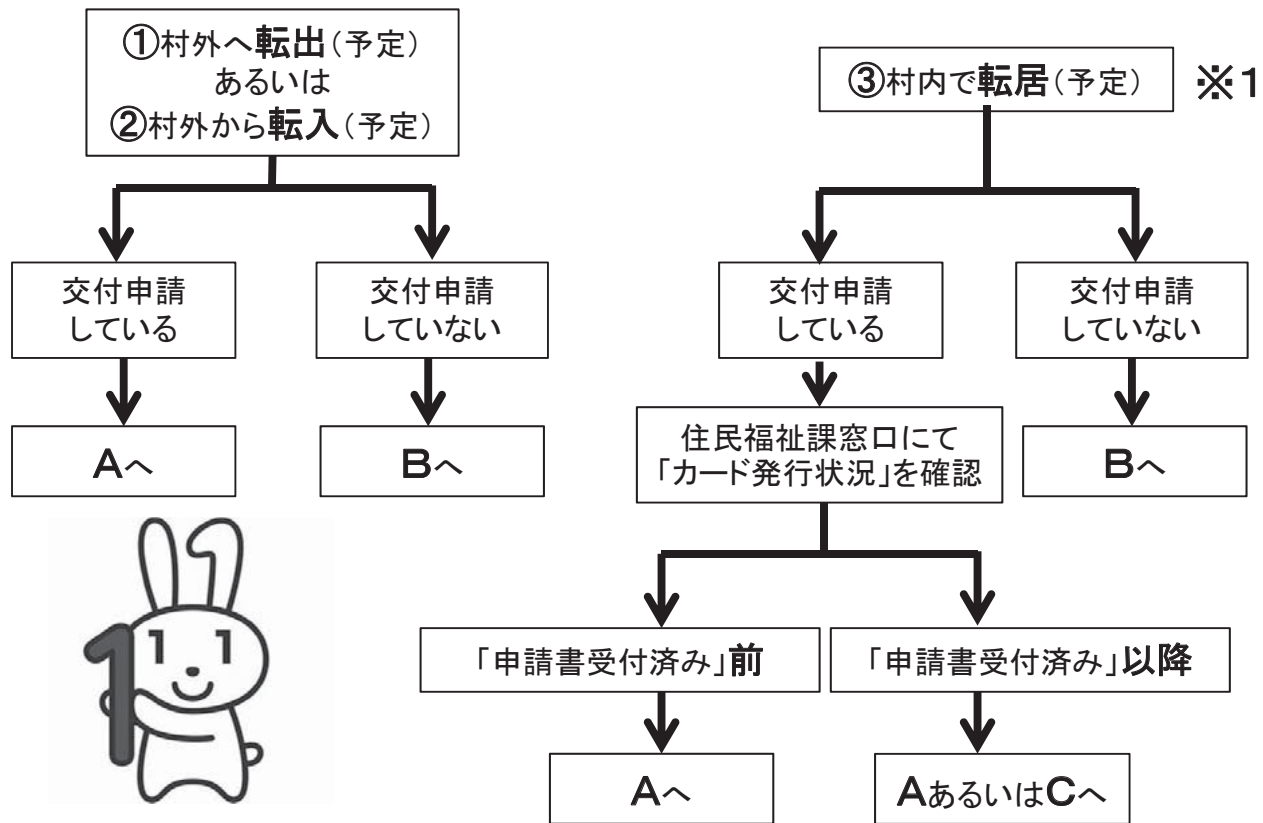 ①村外へ転出(予定)
あるいは
②村外から転入(予定)
交付申請
している
交付申請
していない
Aへ
Bへ
③村内で転居(予定)
※1
交付申請
している
交付申請
していない
住民福祉課窓口にて
「カード発行状況」を確認
Bへ
「申請書受付済み」前
「申請書受付済み」以降
Aへ
AあるいはCへ
1
1 1